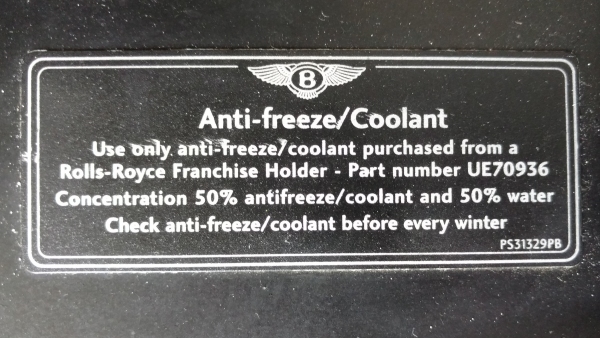 B
Anti-freeze/Coolant
Use only anti-freeze/coolant purchased from a
Rolls-Royce Franchise Holder - Part number UE70936
Concentration 50% antifreeze/coolant and 50% water
Check anti-freeze/coolant before every winter
PS31329PB